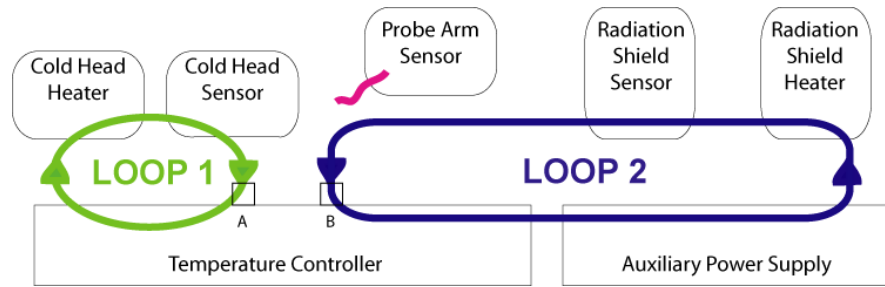 Cold Head
Heater
Cold Head
Sensor
Probe Arm
Sensor
Radiation
Shield
Sensor
Radiation
Shield
Heater
LOOP 1
LOOP 2
A
B
Temperature Controller
Auxiliary Power Supply